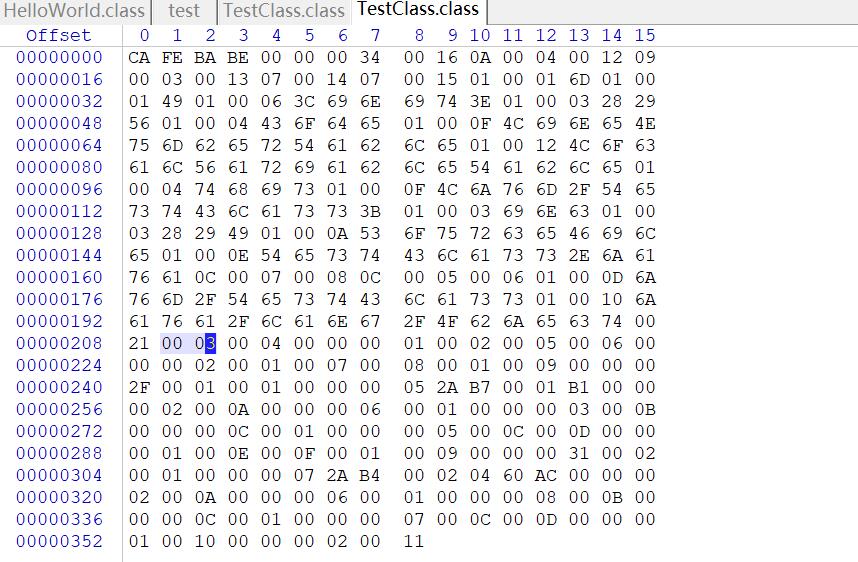 HelloWorld.class test TestClass.class TestClass.class
Offset 0 1 2 3 4 5 6 7 8 9 10 11 12 13 14 15
00000000 CA FE BA BE 00 00 00 34 00 16 0A 00 04 00 12 09
00000016 00 03 00 13 07 00 14 07 00 15 01 00 01 6D 01 00
00000032 01 49 01 00 06 3C 69 6E 69 74 3E 01 00 03 28 29
00000048 56 01 00 04 43 6F 64 65 01 00 0F 4C 69 6E 65 4E
00000064 75 6D 62 65 72 54 61 62 6C 65 01 00 12 4C 6F 63
00000080 61 6C 56 61 72 69 61 62 6C 65 54 61 62 6C 65 01
00000096 00 04 74 68 69 73 01 00 0F 4C 6A 76 6D 2F 54 65
00000112 73 74 43 6C 61 73 73 3B 01 00 03 69 6E 63 01 00
00000128 03 28 29 49 01 00 0A 53 6F 75 72 63 65 46 69 6C
00000144 65 01 00 0E 54 65 73 74 43 6C 61 73 73 2E 6A 61
00000160 76 61 0C 00 07 00 08 0C 00 05 00 06 01 00 0D 6A
00000176 76 6D 2F 54 65 73 74 43 6C 61 73 73 01 00 10 6A
00000192 61 76 61 2F 6C 61 6E 67 2F 4F 62 6A 65 63 74 00
00000208 21 00 03 00 04 00 00 00 01 00 02 00 05 00 06 00
00000224 00 00 02 00 01 00 07 00 08 00 01 00 09 00 00 00
00000240 2F 00 01 00 01 00 00 00 05 2A B7 00 01 B1 00 00
00000256 00 02 00 0A 00 00 00 06 00 01 00 00 00 03 00 0B
00000272 00 00 00 0C 00 01 00 00 00 05 00 0C 00 0D 00 00
00000288 00 01 00 0E 00 0F 00 01 00 09 00 00 00 31 00 02
00000304 00 01 00 00 00 07 2A B4 00 02 04 60 AC 00 00 00
00000320 02 00 0A 00 00 00 06 00 01 00 00 00 08 00 0B 00
00000336 00 00 0C 00 01 00 00 00 07 00 0C 00 0D 00 00 00
00000352 01 00 10 00 00 00 02 00 11